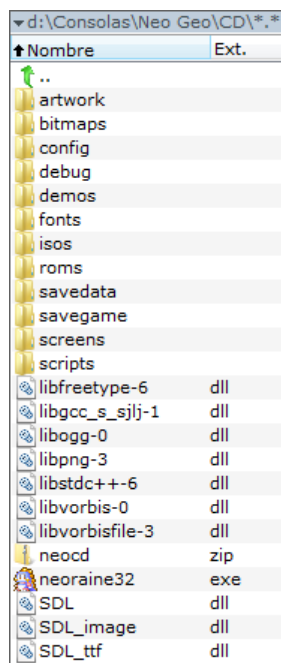 d:\Consolas\Neo Geo\CD\*.*
Nombre Ext.
..
artwork
bitmaps
config
debug
demos
fonts
isos
roms
savedata
savegame
screens
scripts
libfreetype-6 dll
libgcc_s_sjlj-1 dll
libogg-0 dll
libpng-3 dll
libstdc++-6 dll
libvorbis-0 dll
libvorbisfile-3 dll
neocd zip
neoraine32 exe
SDL dll
SDL_image dll
SDL_ttf dll